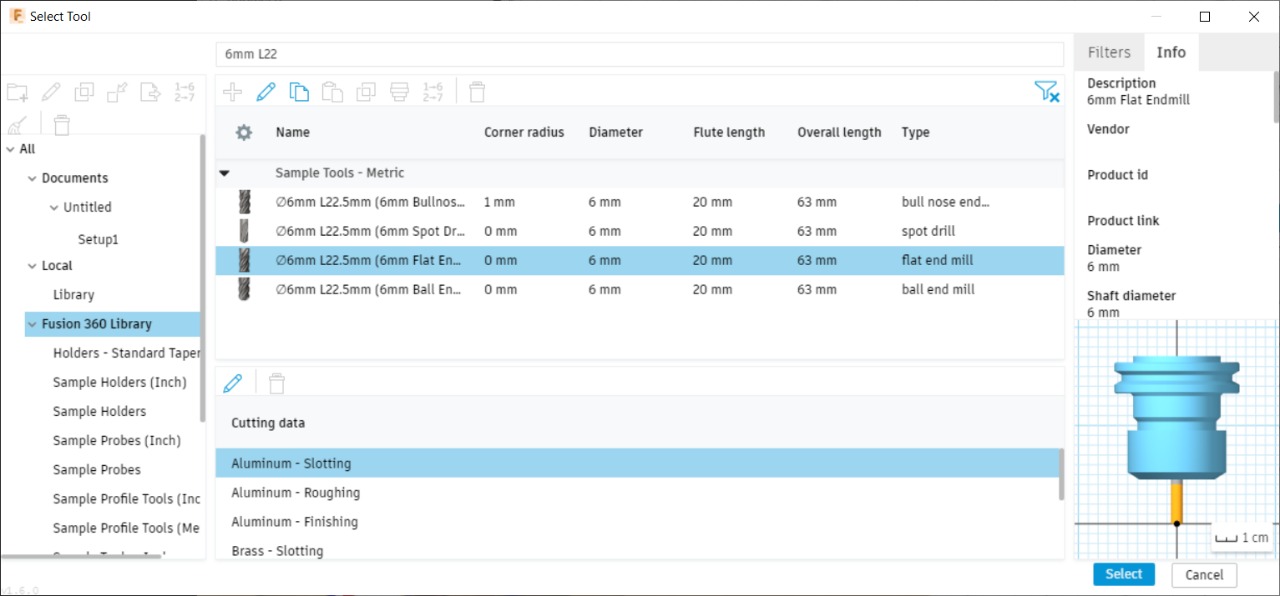 Select Tool
6mm L22
Filters Info
Name Corner radius Diameter Flute length Overall length Type
Sample Tools - Metric
∅6mm L22.5mm (6mm Bullnos... 1 mm 6 mm 20 mm 63 mm bull nose end...
∅6mm L22.5mm (6mm Spot Dr... 0 mm 6 mm 20 mm 63 mm spot drill
∅6mm L22.5mm (6mm Flat En... 0 mm 6 mm 20 mm 63 mm flat end mill
∅6mm L22.5mm (6mm Ball En... 0 mm 6 mm 20 mm 63 mm ball end mill
All
Documents
Untitled
Setup1
Local
Library
Fusion 360 Library
Holders - Standard Taper
Sample Holders (Inch)
Sample Holders
Sample Probes (Inch)
Sample Probes
Sample Profile Tools (Inc
Sample Profile Tools (Me
Cutting data
Aluminum - Slotting
Aluminum - Roughing
Aluminum - Finishing
Brass - Slotting
Description
6mm Flat Endmill
Vendor
Product id
Product link
Diameter
6 mm
Shaft diameter
6 mm
1 cm
Select Cancel
v1.6.0